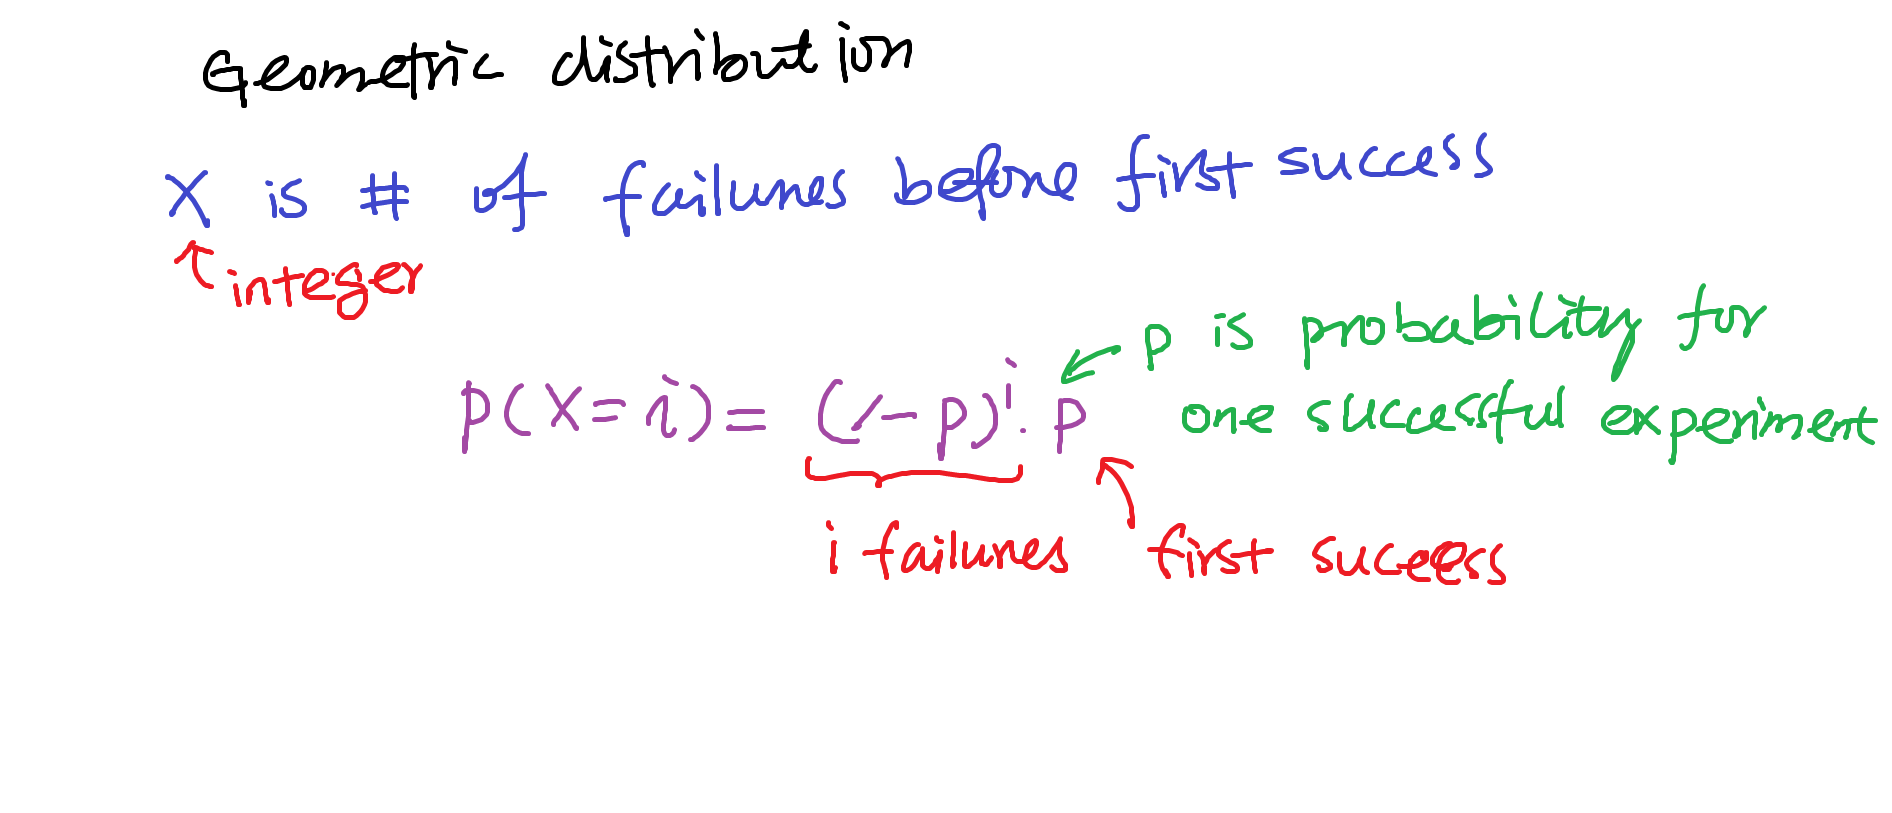 Geometric distribution
X is # of failures before first success
integer
p is probability for
P(X=i) = (1-p)^i · p
one successful experiment
i failures
first success